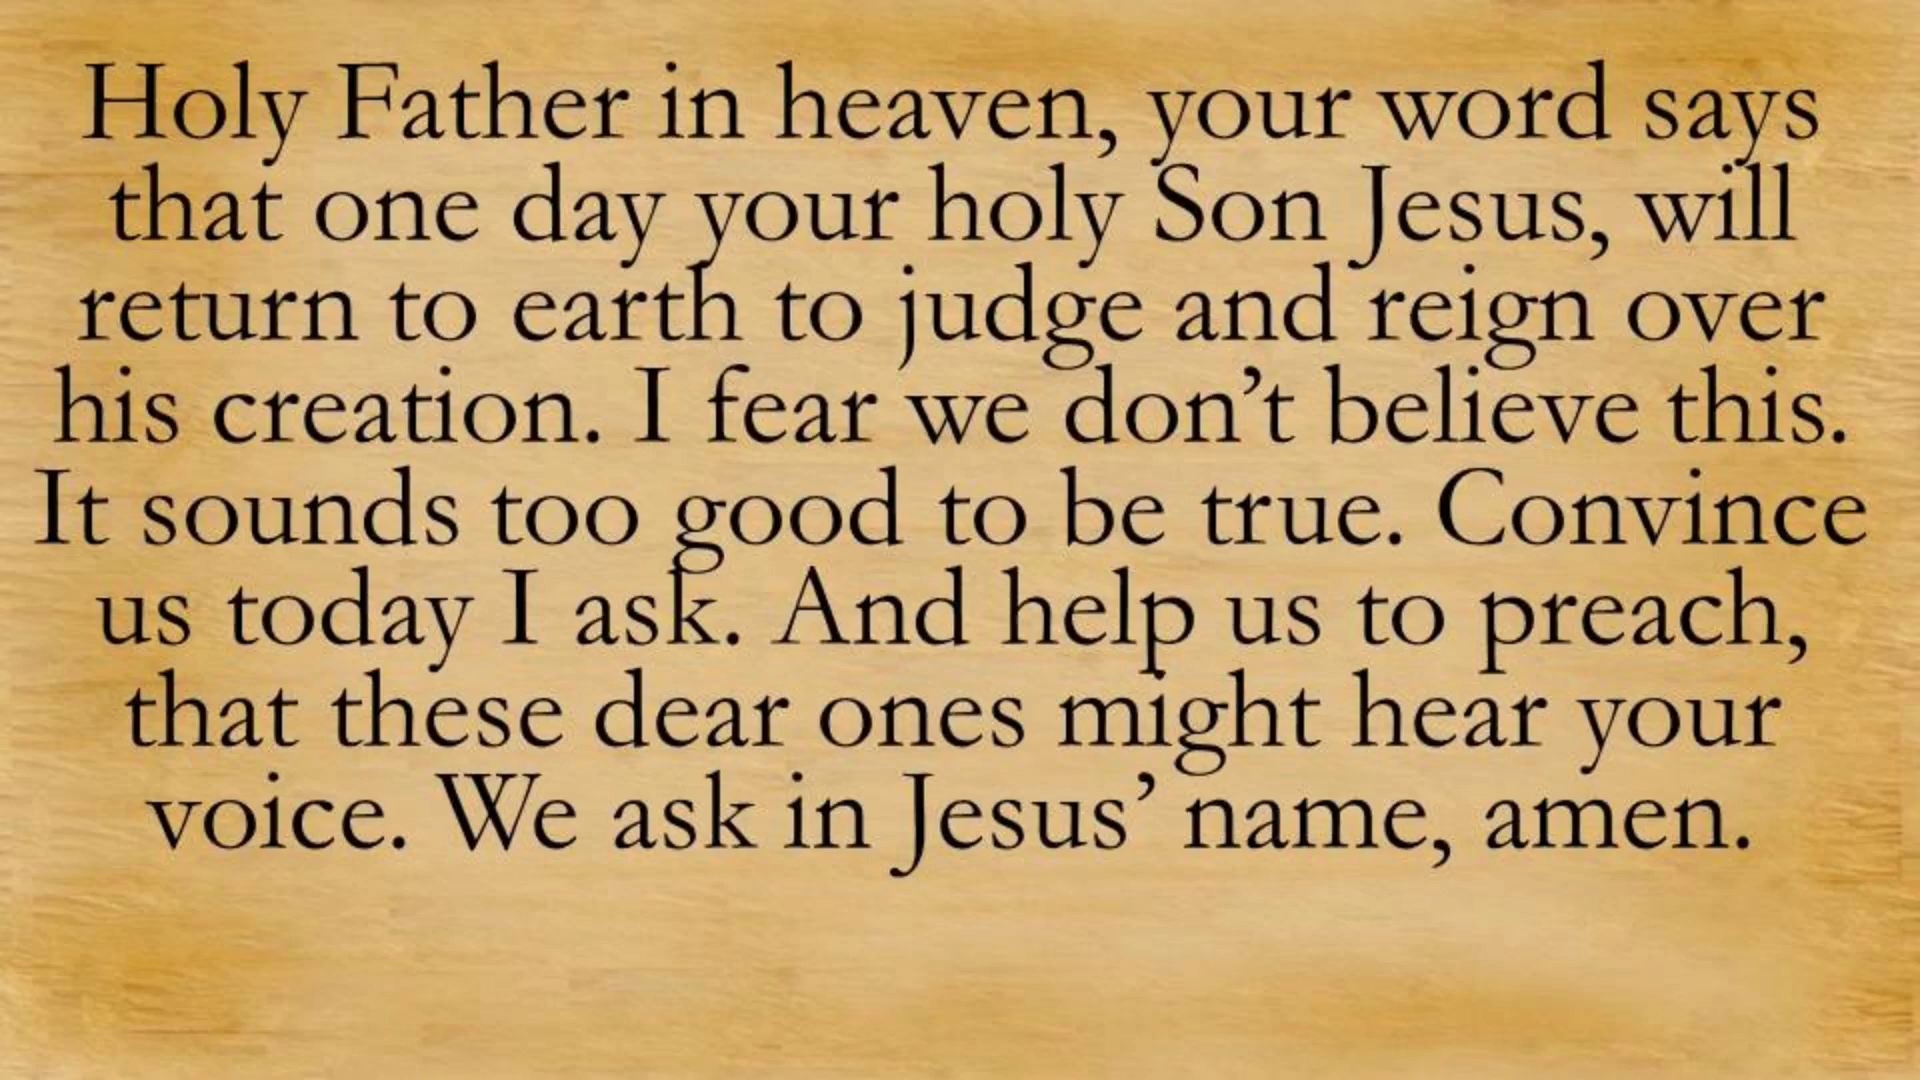 Holy Father in heaven, your word says
that one day your holy Son Jesus, will
return to earth to judge and reign over
his creation. I fear we don’t believe this.
It sounds too good to be true. Convince
us today I ask. And help us to preach,
that these dear ones might hear your
voice. We ask in Jesus’ name, amen.